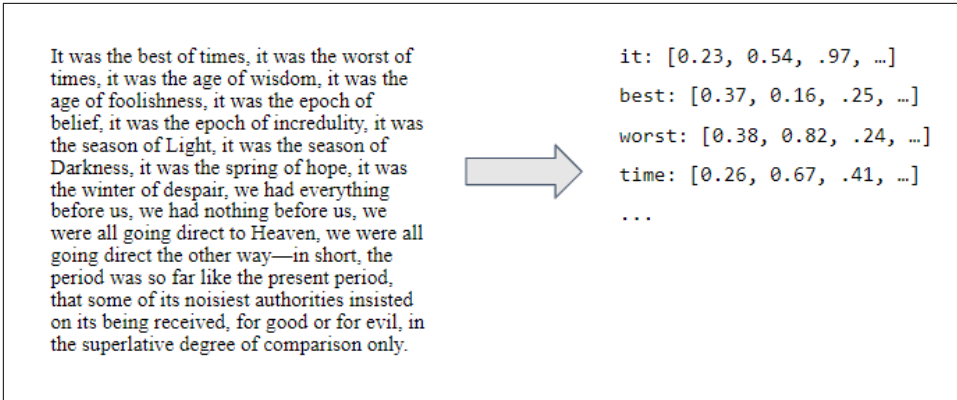 It was the best of times, it was the worst of
times, it was the age of wisdom, it was the
age of foolishness, it was the epoch of
belief, it was the epoch of incredulity, it was
the season of Light, it was the season of
Darkness, it was the spring of hope, it was
the winter of despair, we had everything
before us, we had nothing before us, we
were all going direct to Heaven, we were all
going direct the other way—in short, the
period was so far like the present period,
that some of its noisiest authorities insisted
on its being received, for good or for evil, in
the superlative degree of comparison only.
it: [0.23, 0.54, .97, …]
best: [0.37, 0.16, .25, …]
worst: [0.38, 0.82, .24, …]
time: [0.26, 0.67, .41, …]
...